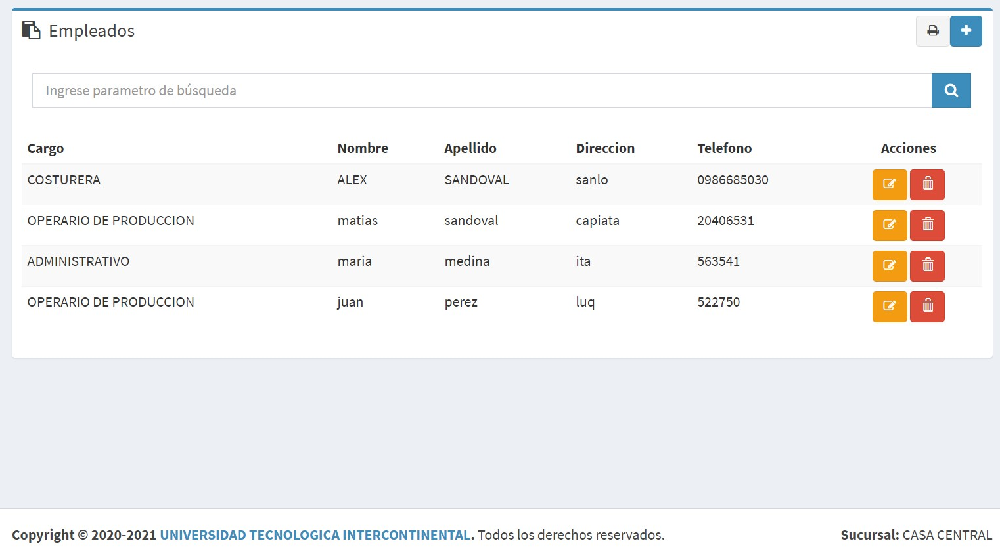 Empleados
Ingrese parametro de búsqueda
Cargo Nombre Apellido Direccion Telefono Acciones
COSTURERA ALEX SANDOVAL sanlo 0986685030
OPERARIO DE PRODUCCION matias sandoval capiata 20406531
ADMINISTRATIVO maria medina ita 563541
OPERARIO DE PRODUCCION juan perez luq 522750
Copyright © 2020-2021 UNIVERSIDAD TECNOLOGICA INTERCONTINENTAL. Todos los derechos reservados. Sucursal: CASA CENTRAL